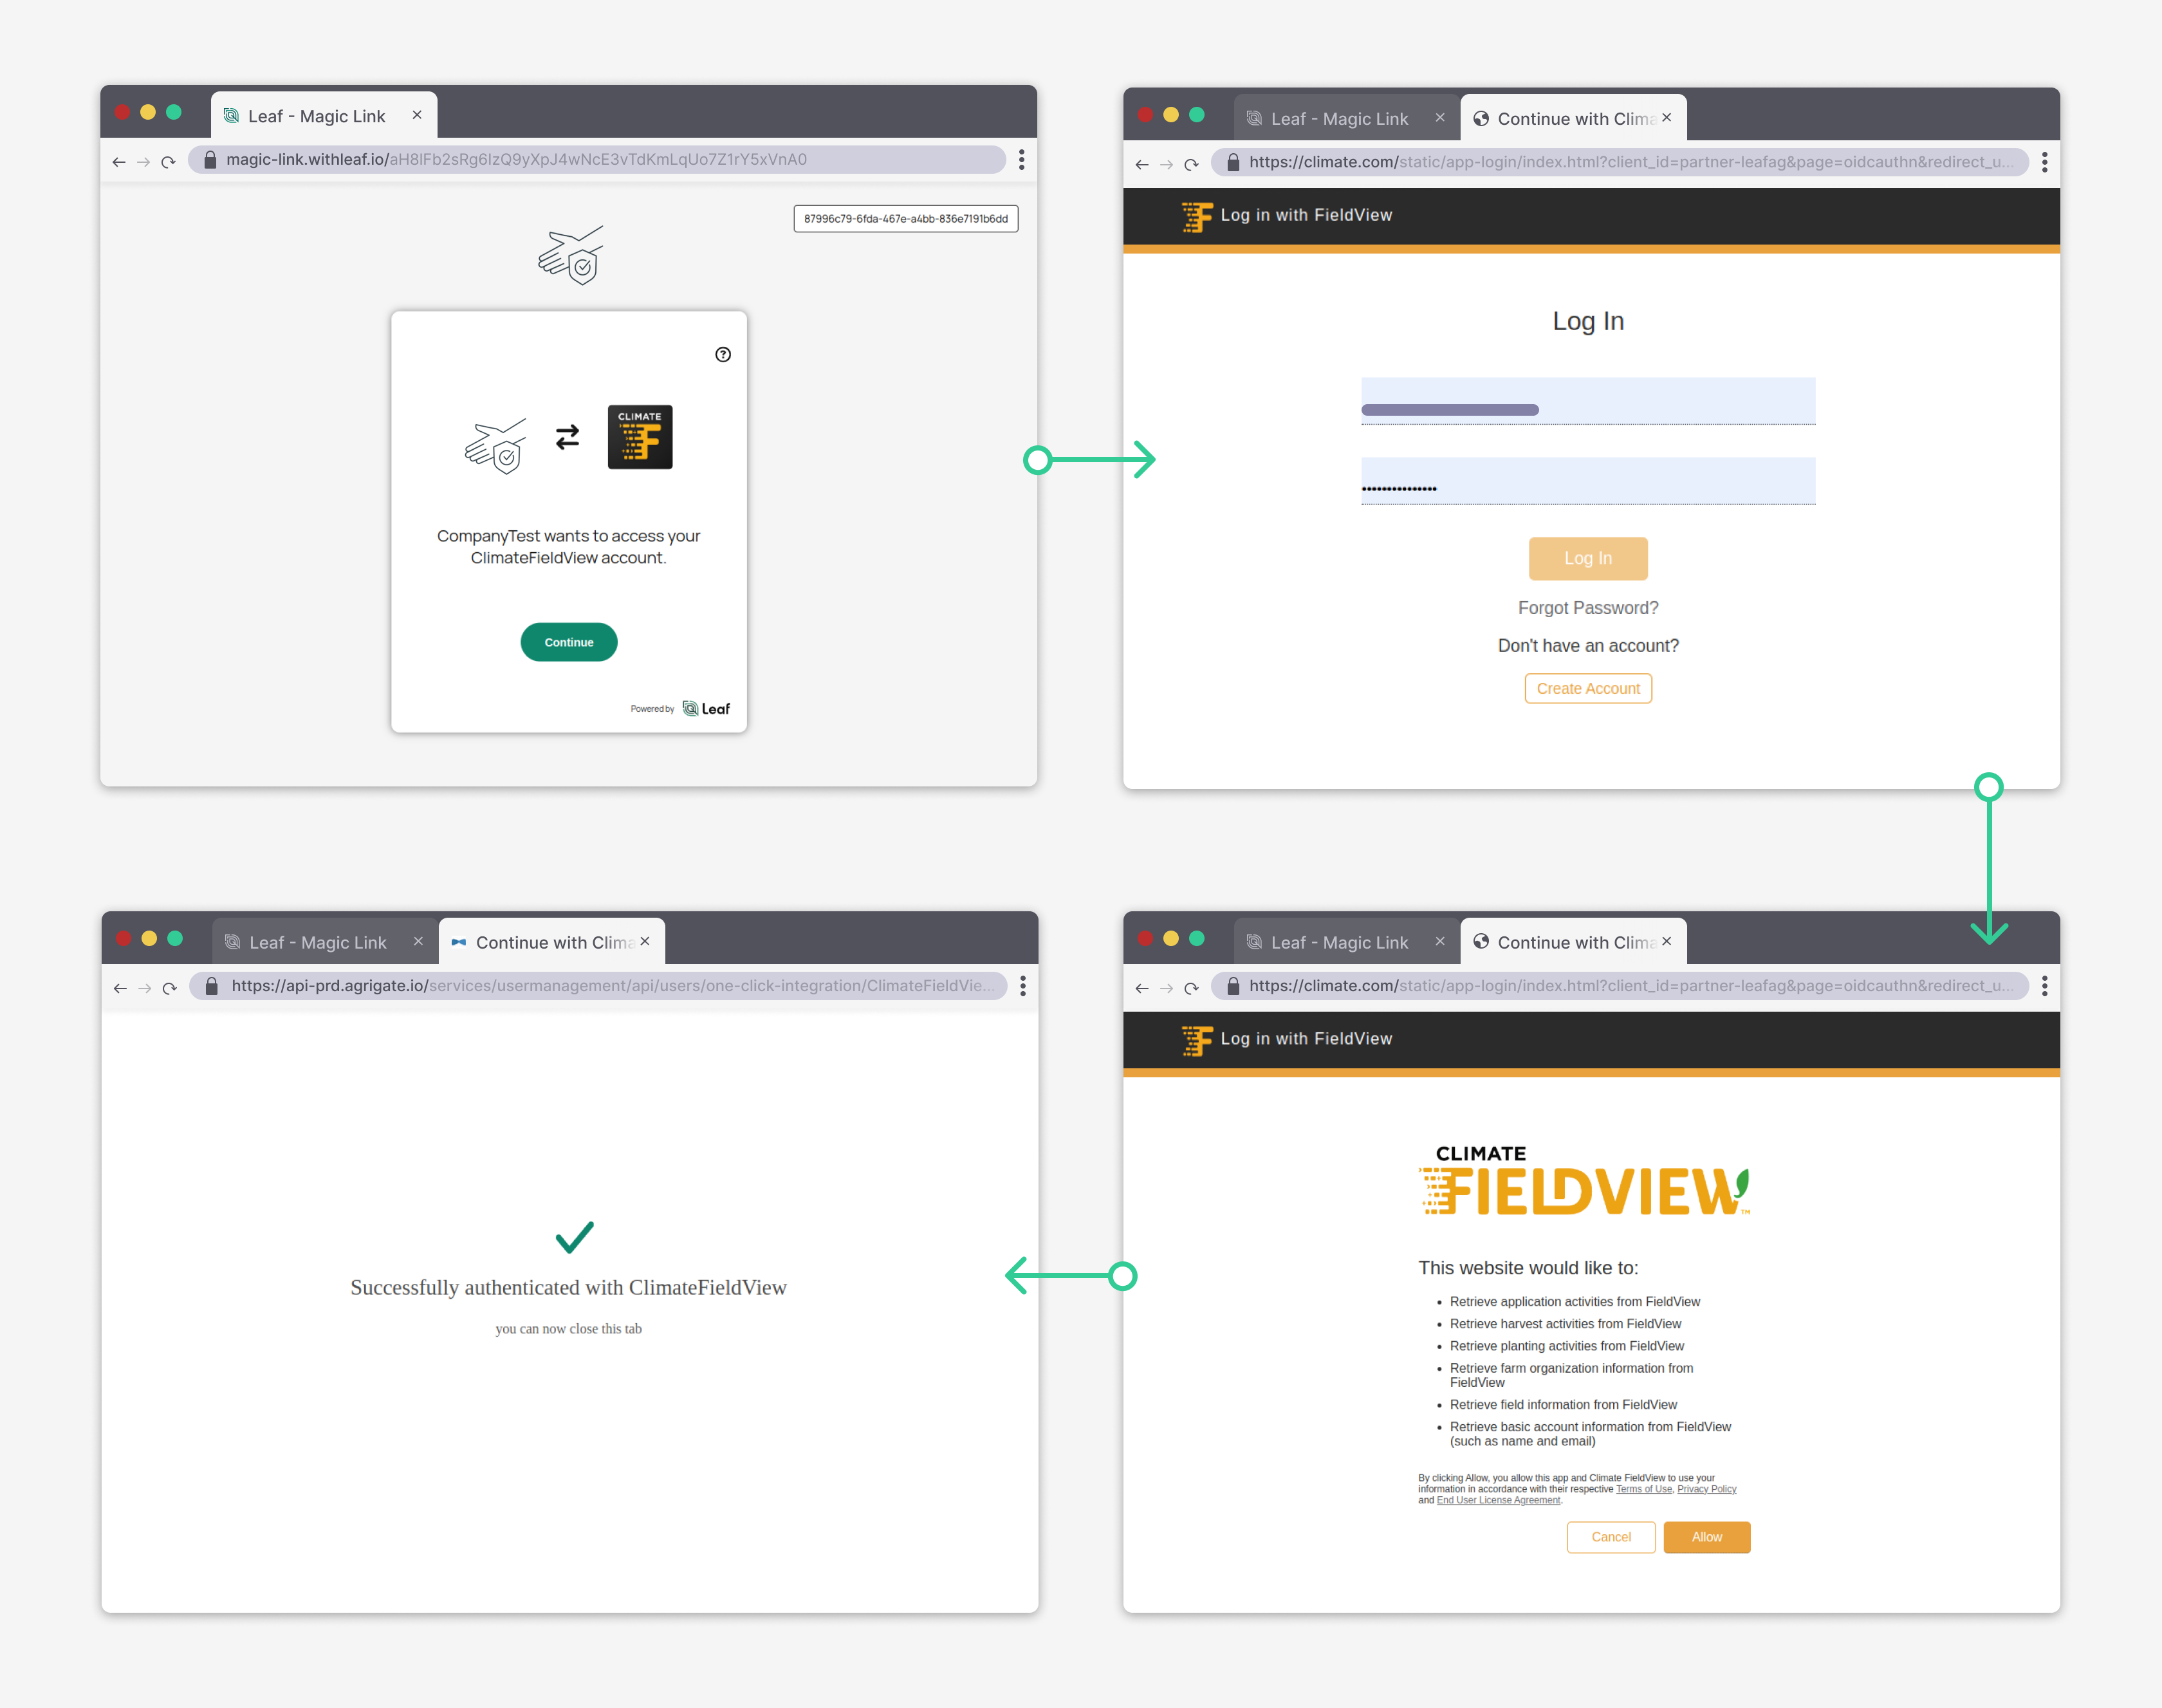 Leaf - Magic Link
magic-link.withleaf.io/aH8lFb2sRg6IzQ9yXpJ4wNcE3vTdKmLqUo7Z1rY5xVnA0
87996c79-6fda-467e-a4bb-836e7191b6dd
CLIMATE
CompanyTest wants to access your
ClimateFieldView account.
Continue
Powered by Leaf
Leaf - Magic Link
Continue with Clima
https://climate.com/static/app-login/index.html?client_id=partner-leafag&page=oidcauthn&redirect_u...
Log in with FieldView
Log In
Log In
Forgot Password?
Don't have an account?
Create Account
Leaf - Magic Link
Continue with Clima
https://climate.com/static/app-login/index.html?client_id=partner-leafag&page=oidcauthn&redirect_u...
Log in with FieldView
CLIMATE
FIELDVIEW™
This website would like to:
• Retrieve application activities from FieldView
• Retrieve harvest activities from FieldView
• Retrieve planting activities from FieldView
• Retrieve farm organization information from
FieldView
• Retrieve field information from FieldView
• Retrieve basic account information from FieldView
(such as name and email)
By clicking Allow, you allow this app and Climate FieldView to use your
information in accordance with their respective Terms of Use, Privacy Policy
and End User License Agreement.
Cancel
Allow
Leaf - Magic Link
Continue with Clima
https://api-prd.agrigate.io/services/usermanagement/api/users/one-click-integration/ClimateFieldVie...
Successfully authenticated with ClimateFieldView
you can now close this tab